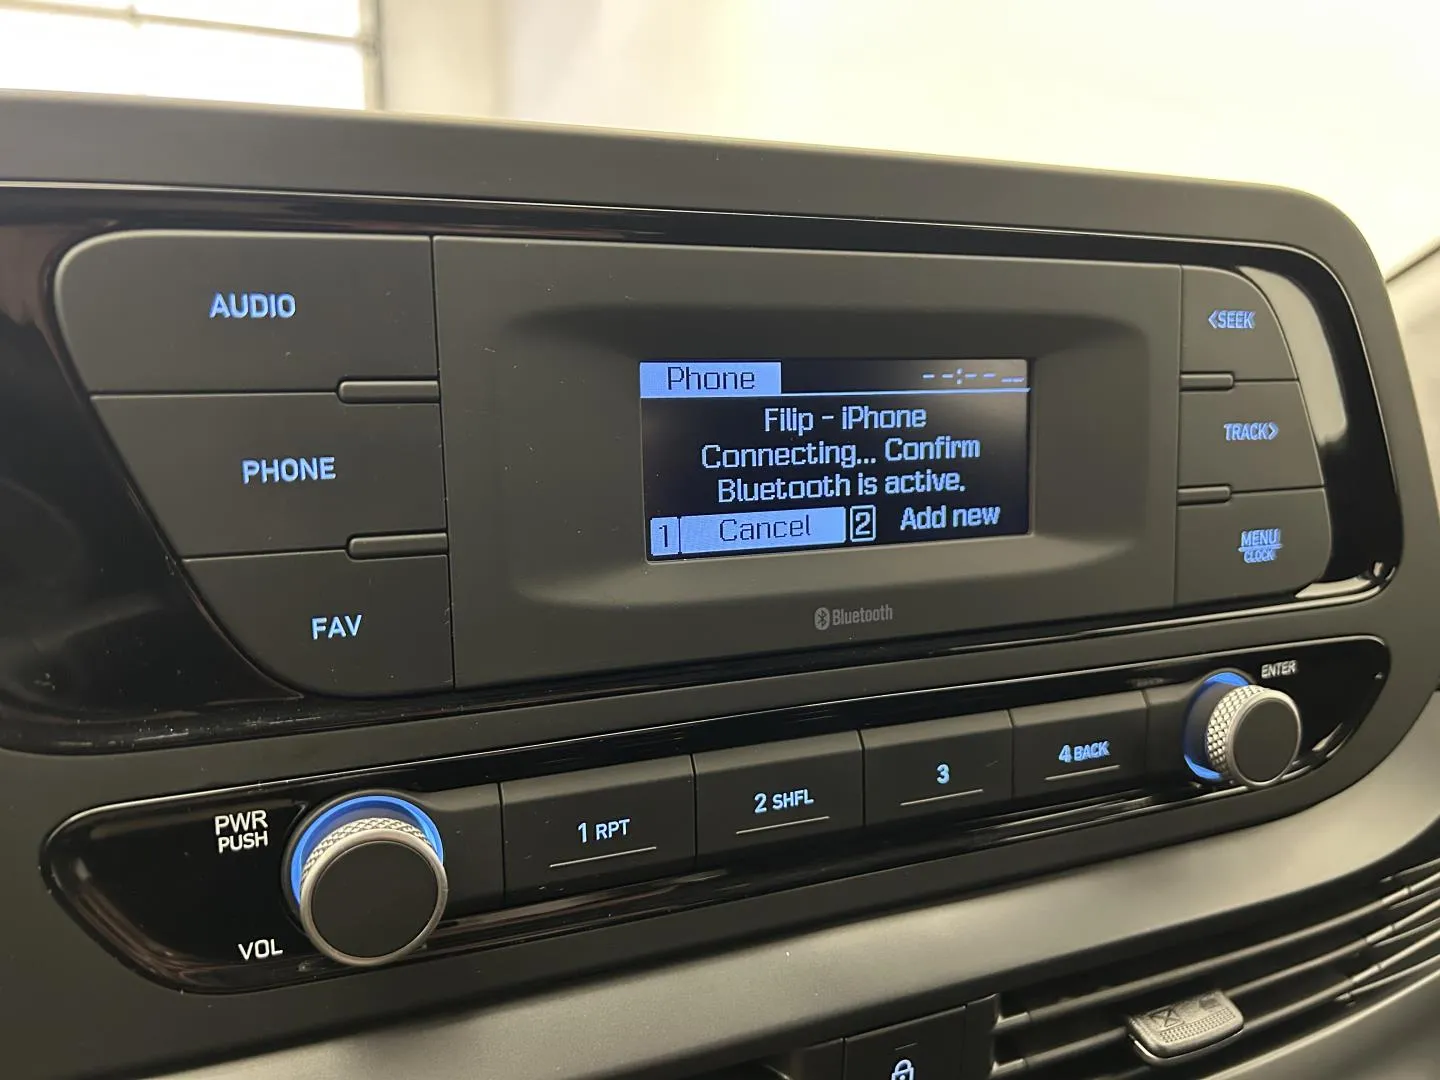 AUDIO
PHONE
FAV
Phone --:-- --
Filip - iPhone
Connecting... Confirm
Bluetooth is active.
1 Cancel 2 Add new
Bluetooth
<SEEK
TRACK>
MENU
CLOCK
PWR
PUSH
VOL
1 RPT
2 SHFL
3
4 BACK
ENTER